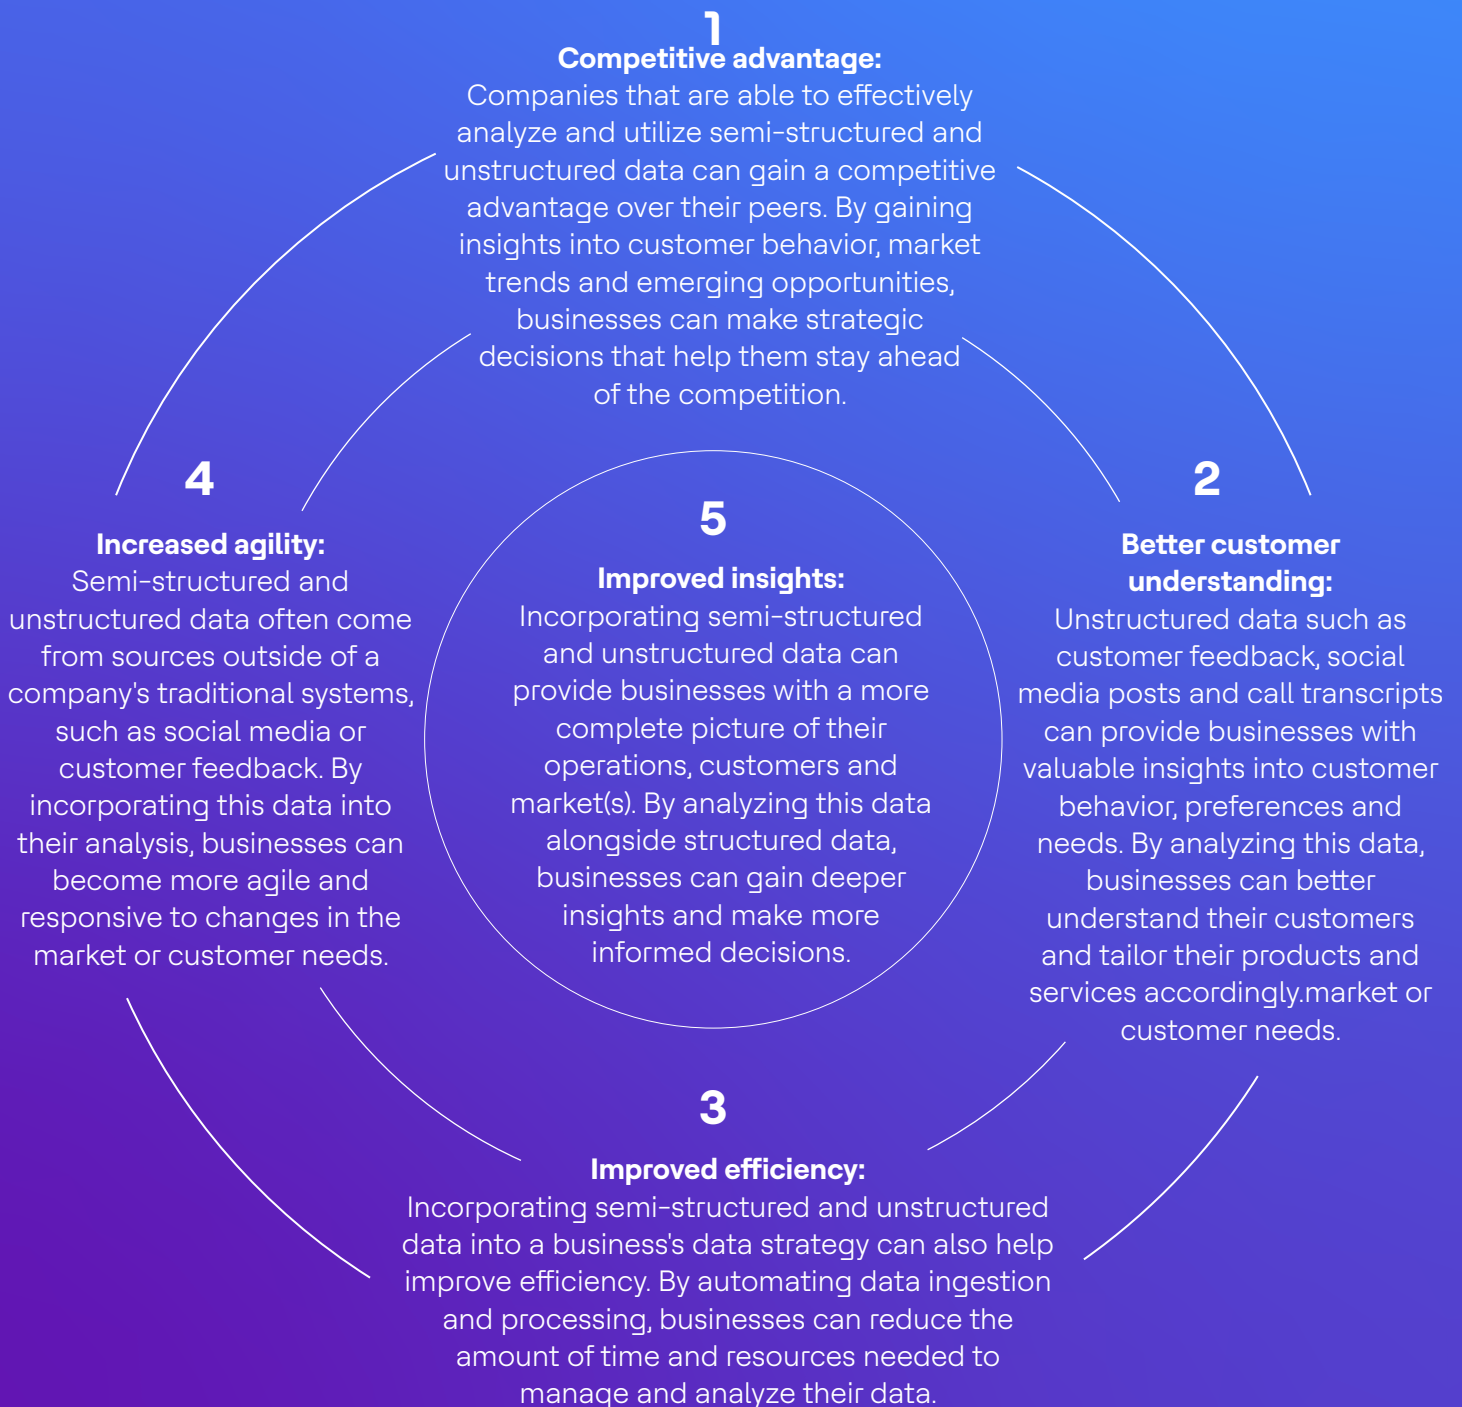 1
Competitive advantage:
Companies that are able to effectively
analyze and utilize semi-structured and
unstructured data can gain a competitive
advantage over their peers. By gaining
insights into customer behavior, market
trends and emerging opportunities,
businesses can make strategic
decisions that help them stay ahead
of the competition.
2
Better customer
understanding:
Unstructured data such as
customer feedback, social
media posts and call transcripts
can provide businesses with
valuable insights into customer
behavior, preferences and
needs. By analyzing this data,
businesses can better
understand their customers
and tailor their products and
services accordingly.market or
customer needs.
3
Improved efficiency:
Incorporating semi-structured and unstructured
data into a business's data strategy can also help
improve efficiency. By automating data ingestion
and processing, businesses can reduce the
amount of time and resources needed to
manage and analyze their data.
4
Increased agility:
Semi-structured and
unstructured data often come
from sources outside of a
company's traditional systems,
such as social media or
customer feedback. By
incorporating this data into
their analysis, businesses can
become more agile and
responsive to changes in the
market or customer needs.
5
Improved insights:
Incorporating semi-structured
and unstructured data can
provide businesses with a more
complete picture of their
operations, customers and
market(s). By analyzing this data
alongside structured data,
businesses can gain deeper
insights and make more
informed decisions.